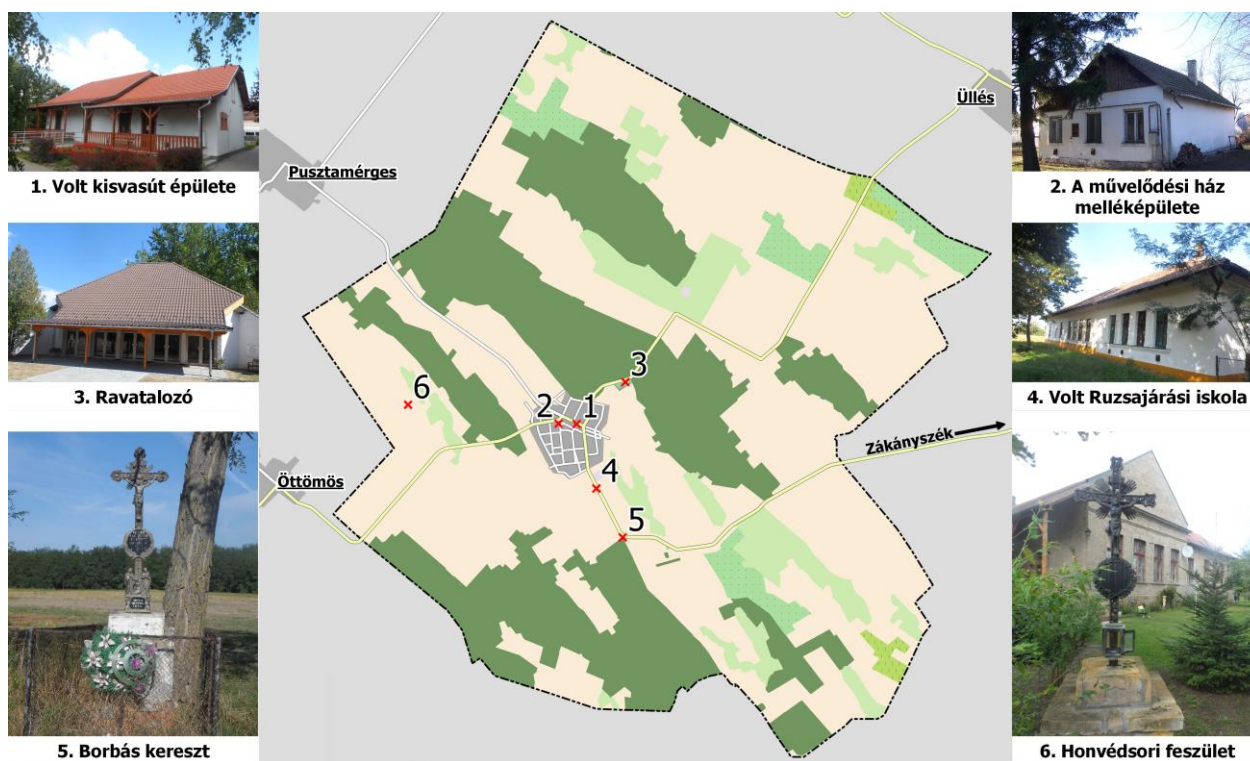 1. Volt kisvasút épülete
2. A művelődési ház
melléképülete
3. Ravatalozó
4. Volt Ruzsajárási iskola
5. Borbás kereszt
6. Honvédsori feszület
Üllés
Pusztamérges
3
6
2
1
Zákányszék
4
Öttömös
5